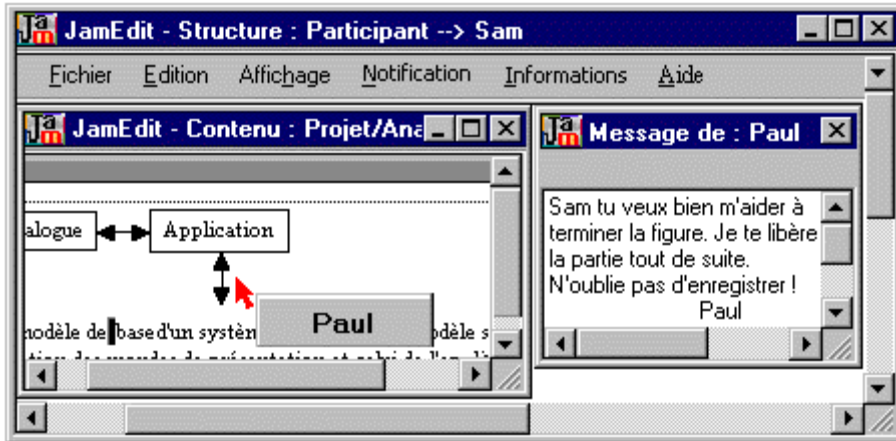 JamEdit - Structure : Participant --> Sam
Fichier Edition Affichage Notification Informations Aide
JamEdit - Contenu : Projet/Ana
alogue Application
Paul
modèle de base d'un systèm odèle s
Message de : Paul
Sam tu veux bien m'aider à
terminer la figure. Je te libère
la partie tout de suite.
N'oublie pas d'enregistrer !
Paul